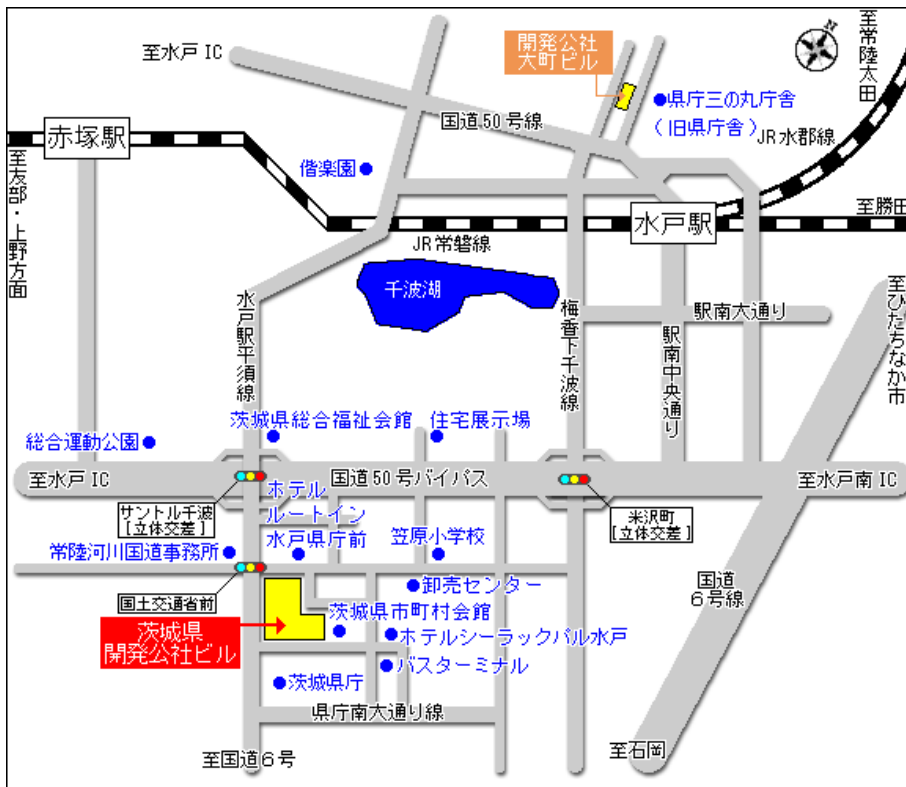 N
至常陸太田
開発公社
大町ビル
至水戸 IC
県庁三の丸庁舎
(旧県庁舎)
国道50号線
JR水郡線
赤塚駅
偕楽園
至友部・上野方面
水戸駅
至勝田
JR常磐線
千波湖
至ひたちなか市
水戸駅平須線
梅香下千波線
駅南大通り
駅南中央通り
茨城県総合福祉会館
住宅展示場
総合運動公園
至水戸 IC
国道50号バイパス
至水戸南 IC
サントル千波
[立体交差]
ホテル
ルートイン
水戸県庁前
米沢町
[立体交差]
常陸河川国道事務所
笠原小学校
国土交通省前
卸売センター
国道
6号線
茨城県
開発公社ビル
茨城県市町村会館
ホテルシーラックパル水戸
バスターミナル
茨城県庁
県庁南大通り線
至国道6号
至石岡